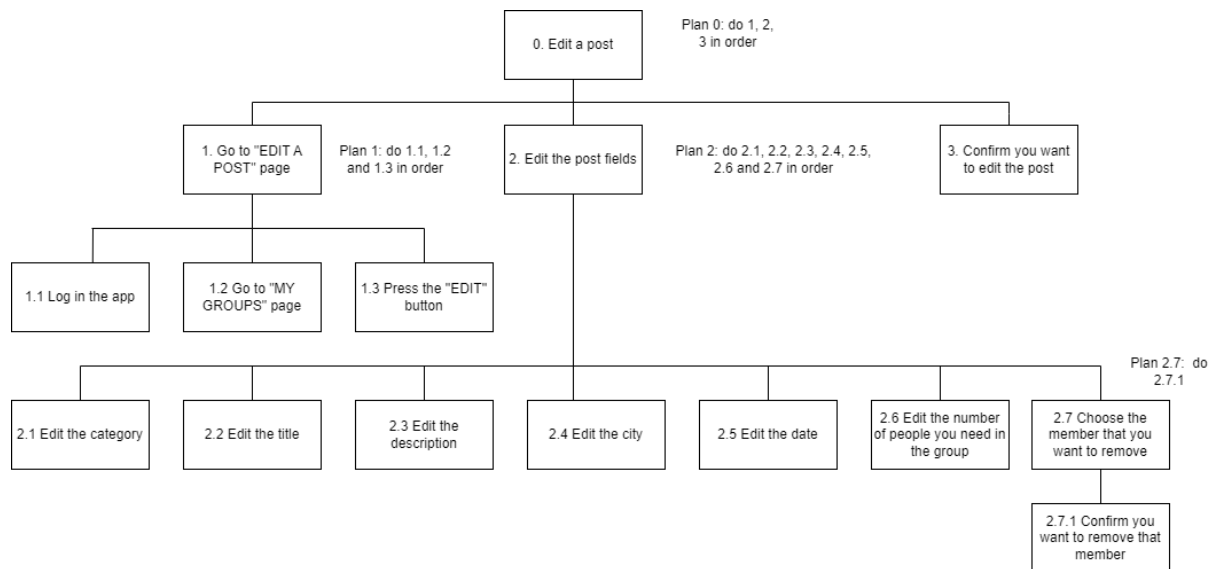 0. Edit a post
Plan 0: do 1, 2,
3 in order
1. Go to "EDIT A
POST" page
Plan 1: do 1.1, 1.2
and 1.3 in order
2. Edit the post fields
Plan 2: do 2.1, 2.2, 2.3, 2.4, 2.5,
2.6 and 2.7 in order
3. Confirm you want
to edit the post
1.1 Log in the app
1.2 Go to "MY
GROUPS" page
1.3 Press the "EDIT"
button
Plan 2.7: do
2.7.1
2.1 Edit the category
2.2 Edit the title
2.3 Edit the
description
2.4 Edit the city
2.5 Edit the date
2.6 Edit the number
of people you need in
the group
2.7 Choose the
member that you
want to remove
2.7.1 Confirm you
want to remove that
member